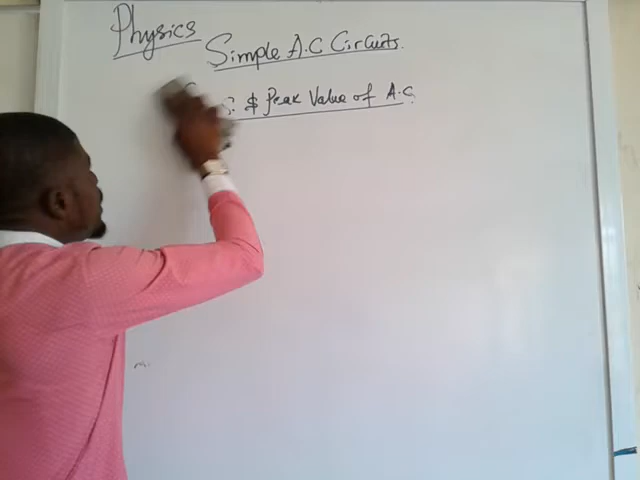 Physics
Simple A.C Circuits.
$ Peak Value of A.C.